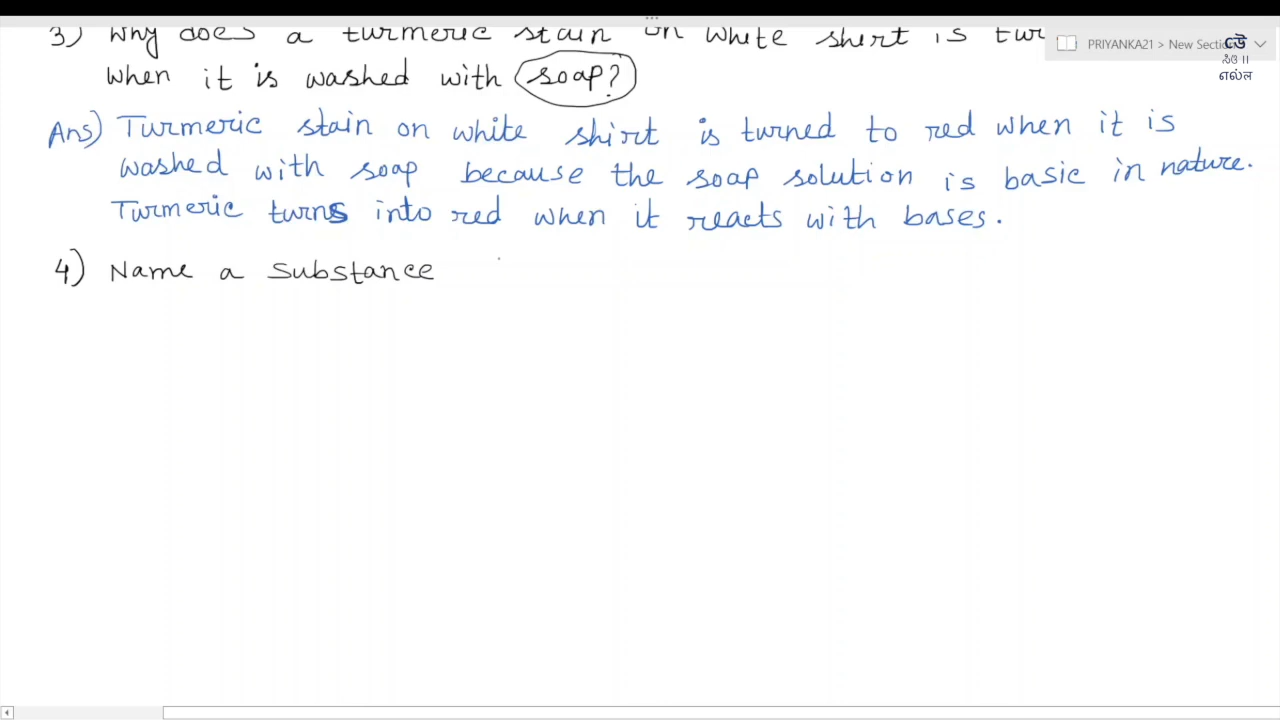 3) Why does a turmeric stain on white shirt is
when it is washed with soap?
PRIYANKA21 > New Section
Ans) Turmeric stain on white shirt is turned to red when it is
washed with soap because the soap solution is basic in nature.
Turmeric turns into red when it reacts with bases.
4) Name a substance